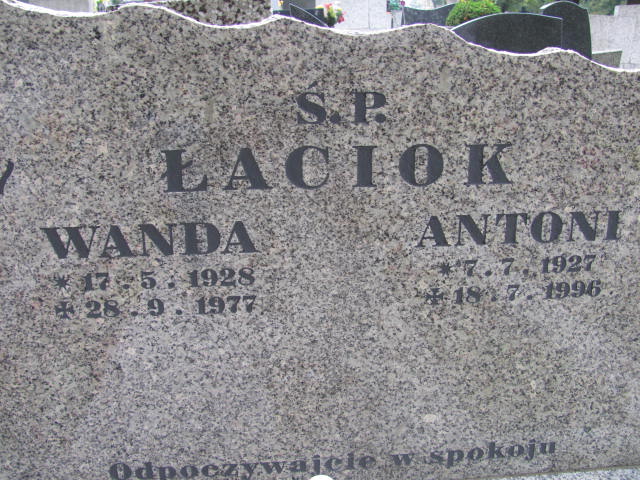 Ś.P.
ŁACIOK
WANDA
* 17.5.1928
✠ 28.9.1977
ANTONI
* 7.7.1927
✠ 18.7.1996
Odpoczywajcie w spokoju